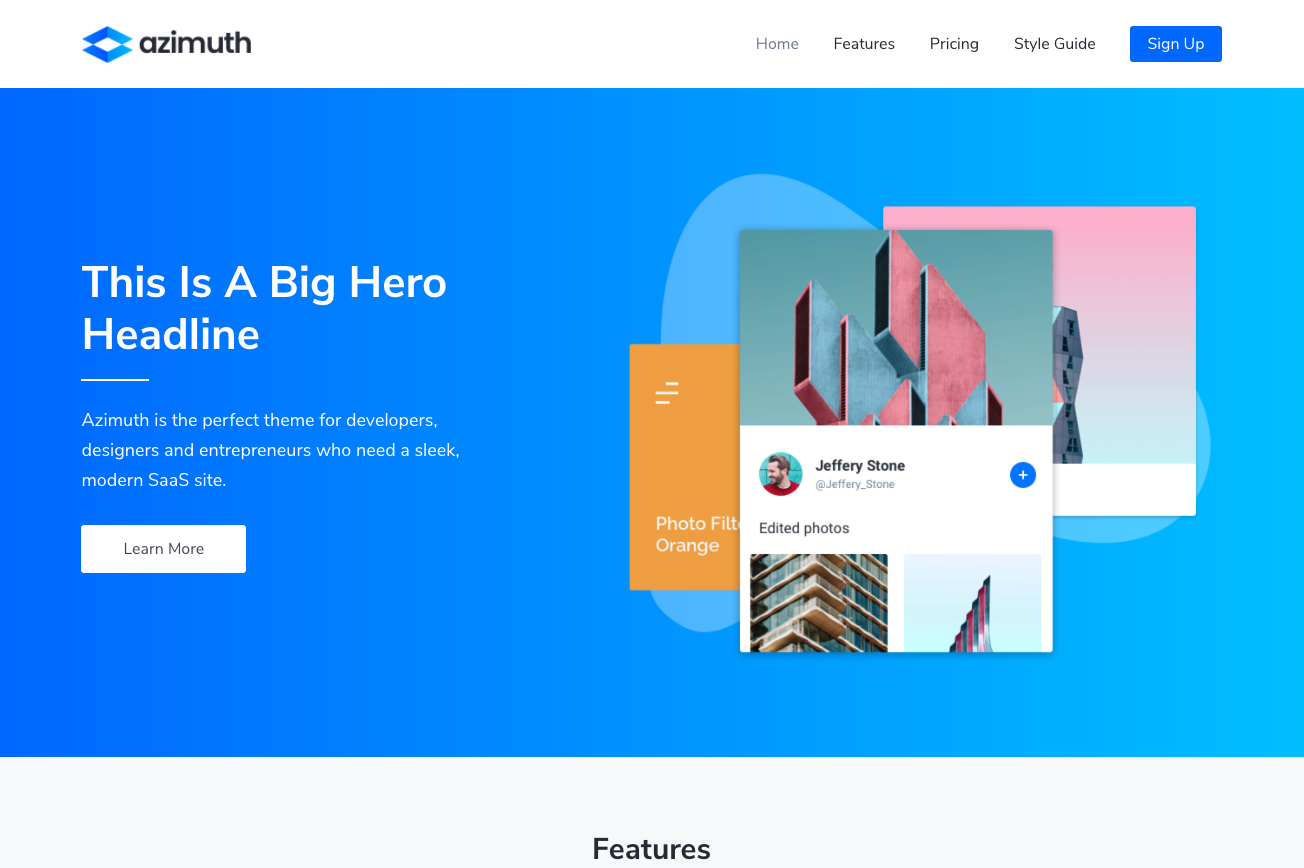 azimuth
Home Features Pricing Style Guide Sign Up
This Is A Big Hero
Headline
Azimuth is the perfect theme for developers,
designers and entrepreneurs who need a sleek,
modern SaaS site.
Learn More
Photo Filte
Orange
Jeffery Stone
@Jeffery_Stone
Edited photos
Features